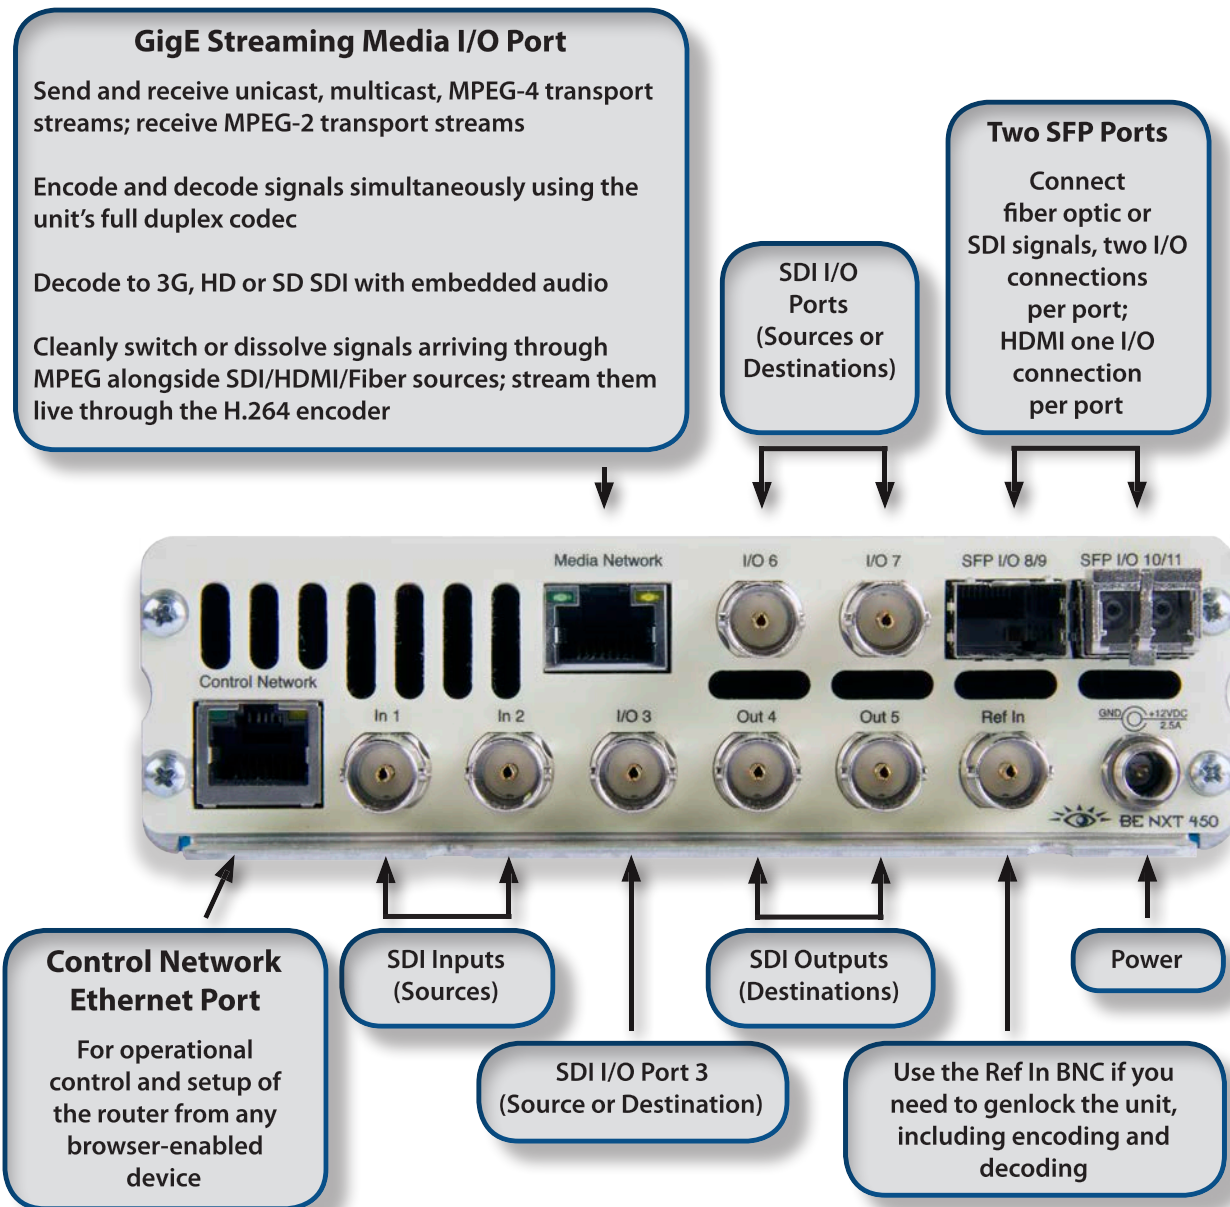 GigE Streaming Media I/O Port
Send and receive unicast, multicast, MPEG-4 transport
streams; receive MPEG-2 transport streams
Encode and decode signals simultaneously using the
unit's full duplex codec
Decode to 3G, HD or SD SDI with embedded audio
Cleanly switch or dissolve signals arriving through
MPEG alongside SDI/HDMI/Fiber sources; stream them
live through the H.264 encoder
SDI I/O
Ports
(Sources or
Destinations)
Two SFP Ports
Connect
fiber optic or
SDI signals, two I/O
connections
per port;
HDMI one I/O
connection
per port
Media Network
I/O 6
I/O 7
SFP I/O 8/9
SFP I/O 10/11
Control Network
In 1
In 2
I/O 3
Out 4
Out 5
Ref In
GND
+12VDC
2.5A
BE NXT 450
Control Network
Ethernet Port
For operational
control and setup of
the router from any
browser-enabled
device
SDI Inputs
(Sources)
SDI I/O Port 3
(Source or Destination)
SDI Outputs
(Destinations)
Use the Ref In BNC if you
need to genlock the unit,
including encoding and
decoding
Power